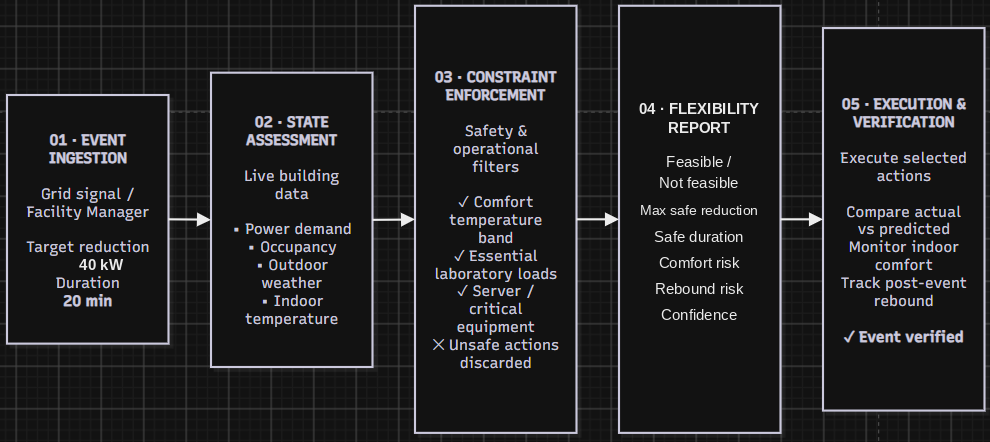 01 · EVENT
INGESTION
Grid signal /
Facility Manager
Target reduction
40 kW
Duration
20 min
02 · STATE
ASSESSMENT
Live building
data
▪ Power demand
▪ Occupancy
▪ Outdoor
weather
▪ Indoor
temperature
03 · CONSTRAINT
ENFORCEMENT
Safety &
operational
filters
✓ Comfort
temperature
band
✓ Essential
laboratory loads
✓ Server /
critical
equipment
✕ Unsafe actions
discarded
04 · FLEXIBILITY
REPORT
Feasible /
Not feasible
Max safe reduction
Safe duration
Comfort risk
Rebound risk
Confidence
05 · EXECUTION &
VERIFICATION
Execute selected
actions
Compare actual
vs predicted
Monitor indoor
comfort
Track post-event
rebound
✓ Event verified